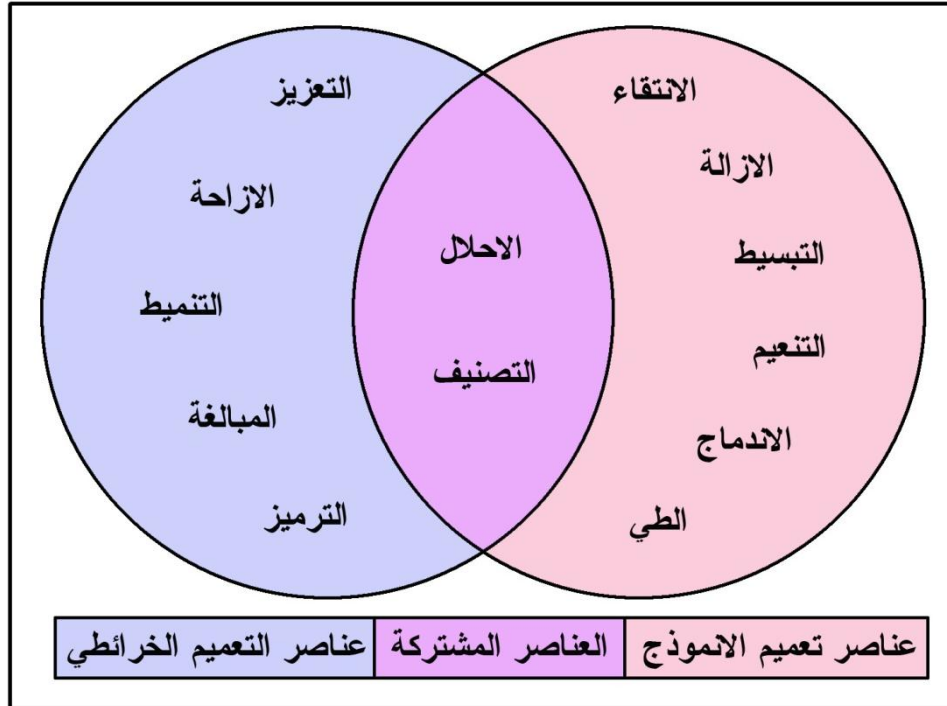 الانتقاء
الازالة
التبسيط
التنعيم
الاندماج
الطي
الاحلال
التصنيف
التعزيز
الازاحة
التنميط
المبالغة
الترميز
عناصر تعميم الانموذج
العناصر المشتركة
عناصر التعميم الخرائطي